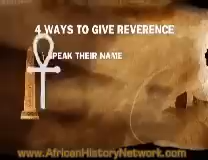 4 WAYS TO GIVE REVERENCE
SPEAK THEIR NAME
www.AfricanHistoryNetwork.com